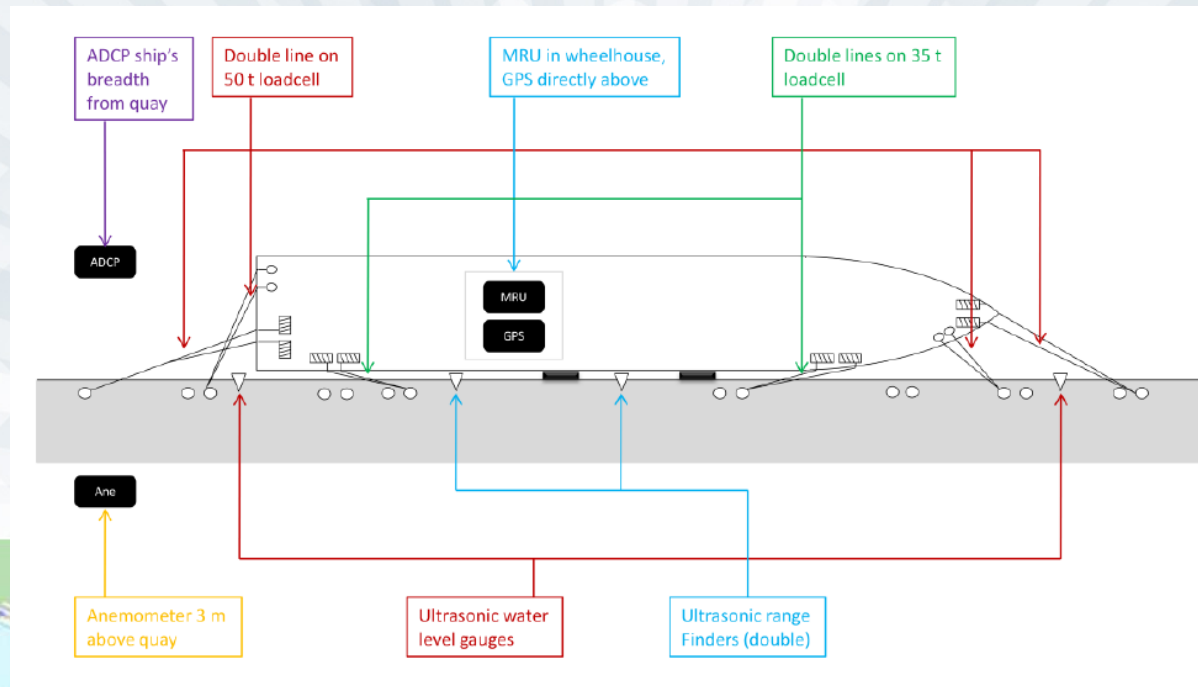 ADCP ship's
breadth
from quay
Double line on
50 t loadcell
MRU in wheelhouse,
GPS directly above
Double lines on 35 t
loadcell
ADCP
MRU
GPS
Ane
Anemometer 3 m
above quay
Ultrasonic water
level gauges
Ultrasonic range
Finders (double)